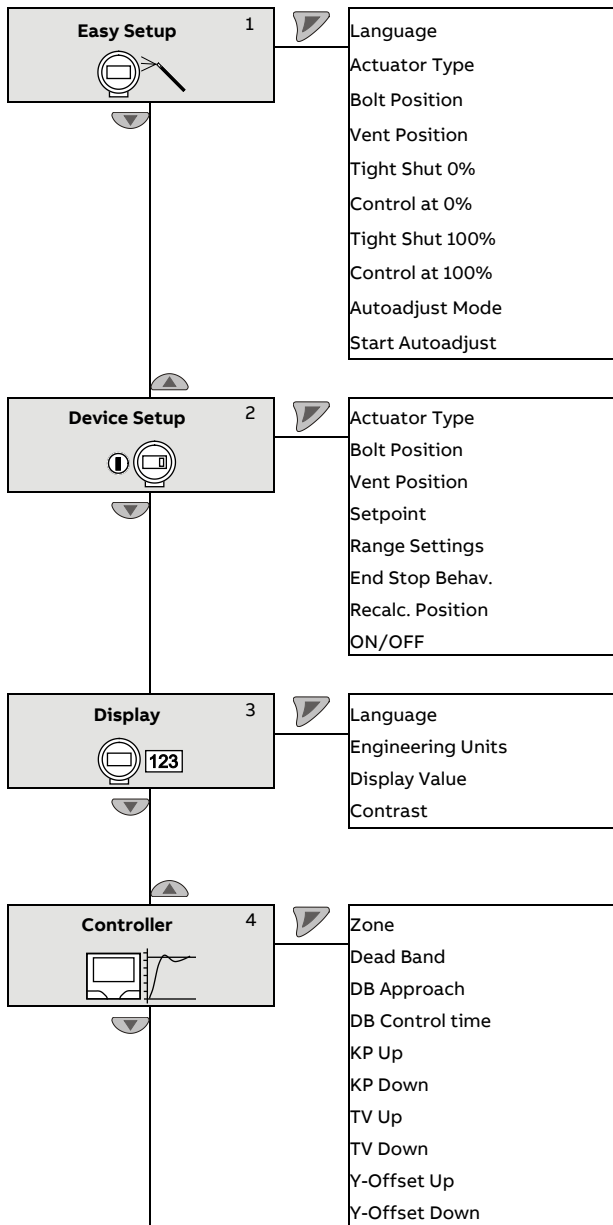 Easy Setup
1
Language
Actuator Type
Bolt Position
Vent Position
Tight Shut 0%
Control at 0%
Tight Shut 100%
Control at 100%
Autoadjust Mode
Start Autoadjust
Device Setup
2
Actuator Type
Bolt Position
Vent Position
Setpoint
Range Settings
End Stop Behav.
Recalc. Position
ON/OFF
Display
3
123
Language
Engineering Units
Display Value
Contrast
Controller
4
Zone
Dead Band
DB Approach
DB Control time
KP Up
KP Down
TV Up
TV Down
Y-Offset Up
Y-Offset Down